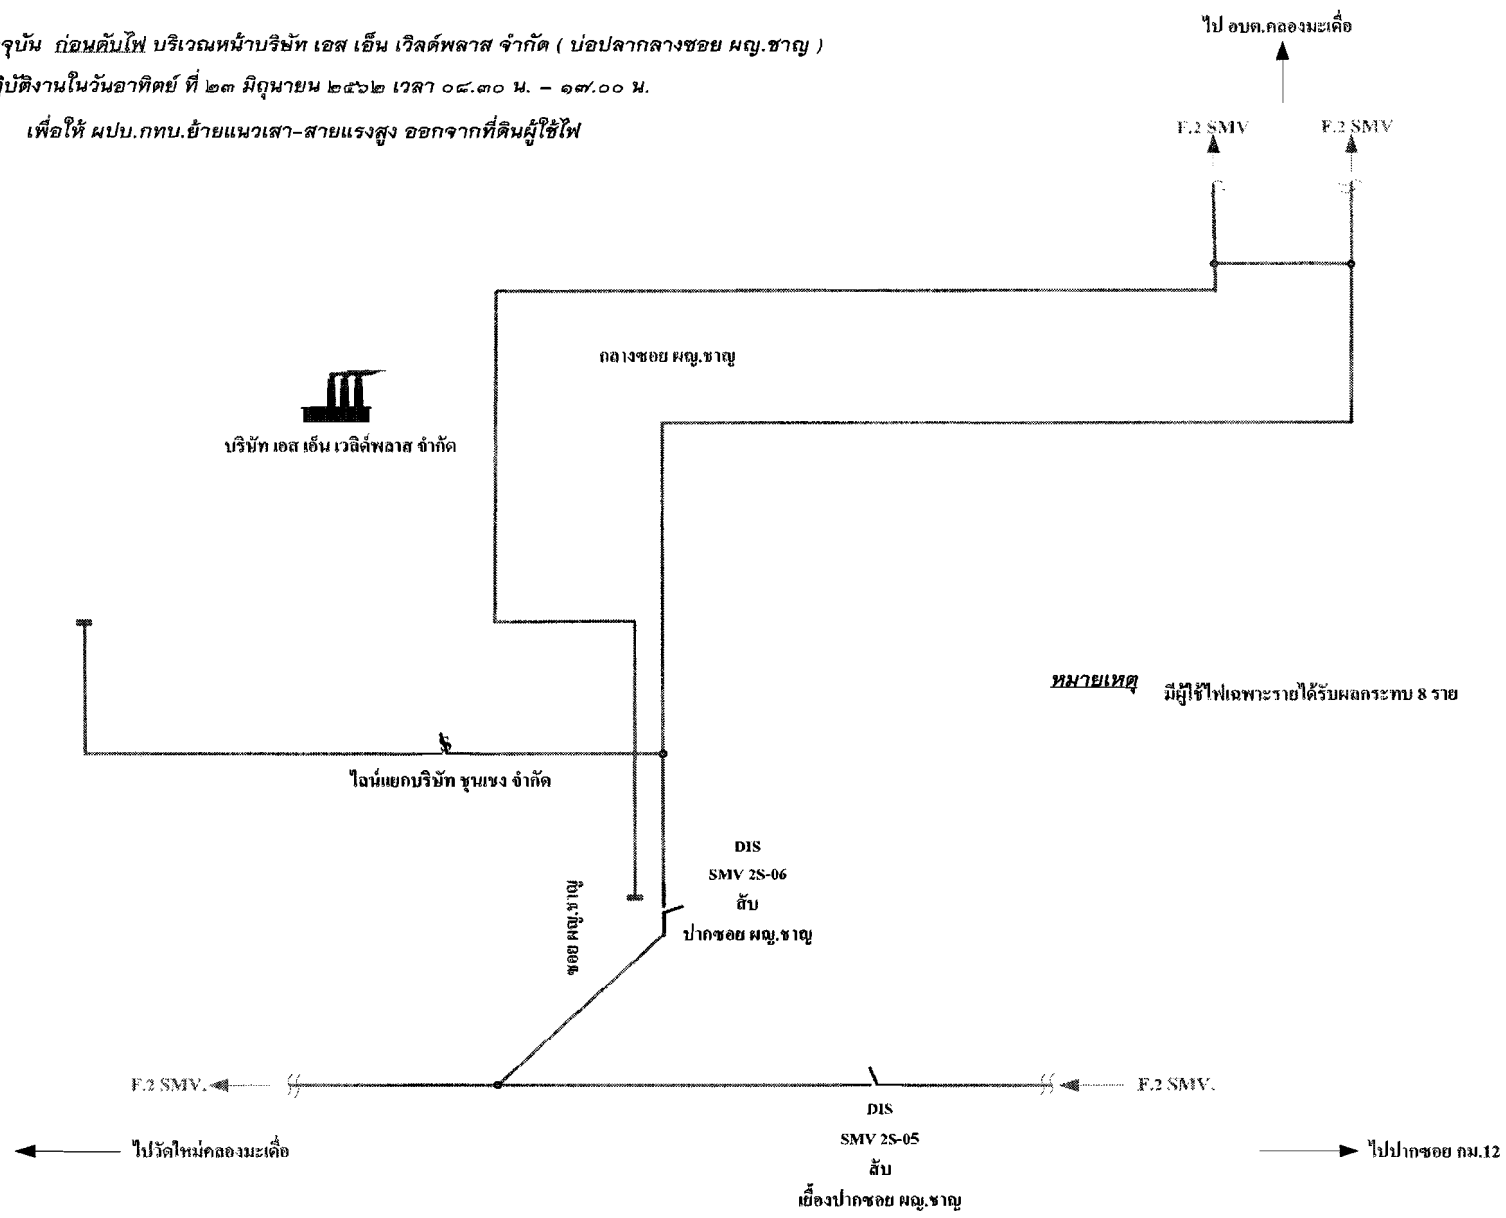 จุบัน ก่อนดับไฟ บริเวณหน้าบริษัท เอส เอ็น เวิลด์พลาส จำกัด ( บ่อปลากลางซอย ผญ.ชาญ )
ิบัติงานในวันอาทิตย์ ที่ ๒๓ มิถุนายน ๒๕๖๒ เวลา ๐๘.๓๐ น. – ๑๗.๐๐ น.
เพื่อให้ ผปบ.กทบ.ย้ายแนวเสา-สายแรงสูง ออกจากที่ดินผู้ใช้ไฟ
ไป อบต.คลองมะเดื่อ
F.2 SMV
F.2 SMV
กลางซอย ผญ.ชาญ
บริษัท เอส เอ็น เวลิด์พลาส จำกัด
หมายเหตุ มีผู้ใช้ไฟเฉพาะรายได้รับผลกระทบ 8 ราย
S
ไลน์แยกบริษัท ชุนเชง จำกัด
DIS
SMV 2S-06
สับ
ปากซอย ผญ.ชาญ
ซอย ผญ.ชาญ
F.2 SMV.
F.2 SMV.
DIS
SMV 2S-05
สับ
เยื้องปากซอย ผญ.ชาญ
ไปวัดใหม่คลองมะเดื่อ
ไปปากซอย กม.12